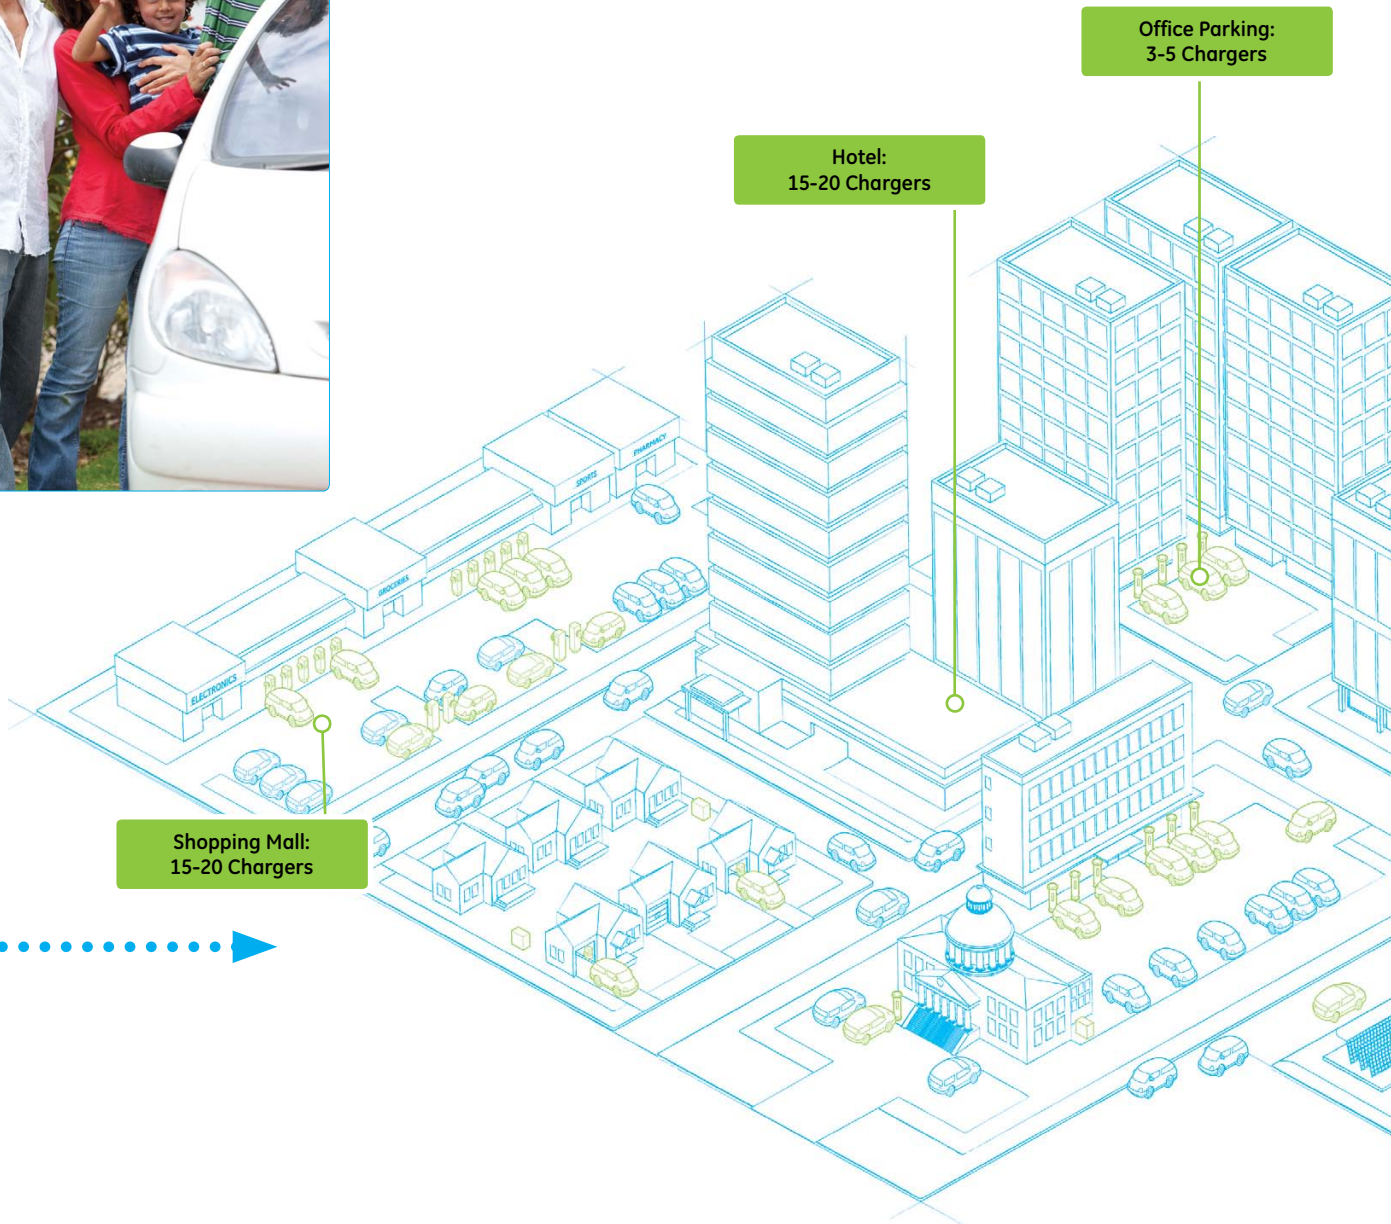 Office Parking:
3-5 Chargers
Hotel:
15-20 Chargers
PHARMACY
SPORTS
GROCERIES
ELECTRONICS
Shopping Mall:
15-20 Chargers